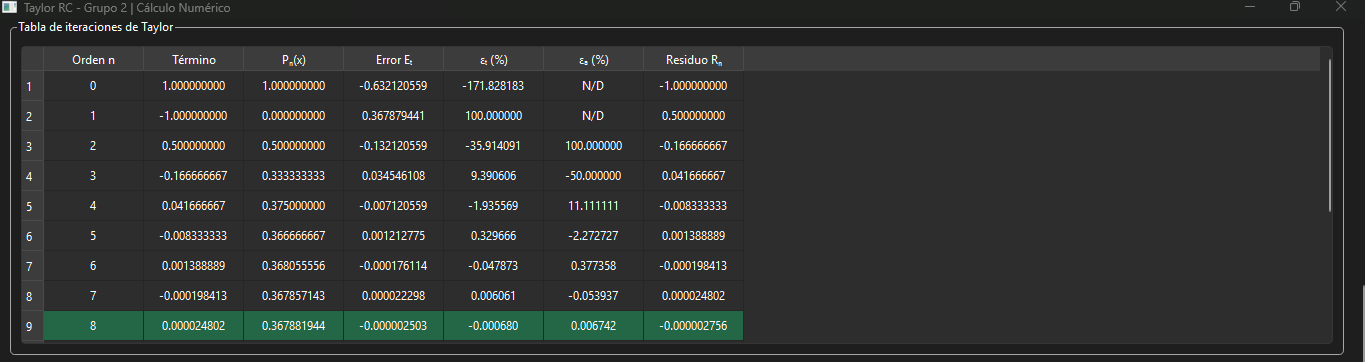 Taylor RC - Grupo 2 | Cálculo Numérico
Tabla de iteraciones de Taylor
Orden n Término Pₙ(x) Error Eₜ εₜ (%) εₐ (%) Residuo Rₙ
1 0 1.000000000 1.000000000 -0.632120559 -171.828183 N/D -1.000000000
2 1 -1.000000000 0.000000000 0.367879441 100.000000 N/D 0.500000000
3 2 0.500000000 0.500000000 -0.132120559 -35.914091 100.000000 -0.166666667
4 3 -0.166666667 0.333333333 0.034546108 9.390606 -50.000000 0.041666667
5 4 0.041666667 0.375000000 -0.007120559 -1.935569 11.111111 -0.008333333
6 5 -0.008333333 0.366666667 0.001212775 0.329666 -2.272727 0.001388889
7 6 0.001388889 0.368055556 -0.000176114 -0.047873 0.377358 -0.000198413
8 7 -0.000198413 0.367857143 0.000022298 0.006061 -0.053937 0.000024802
9 8 0.000024802 0.367881944 -0.000002503 -0.000680 0.006742 -0.000002756